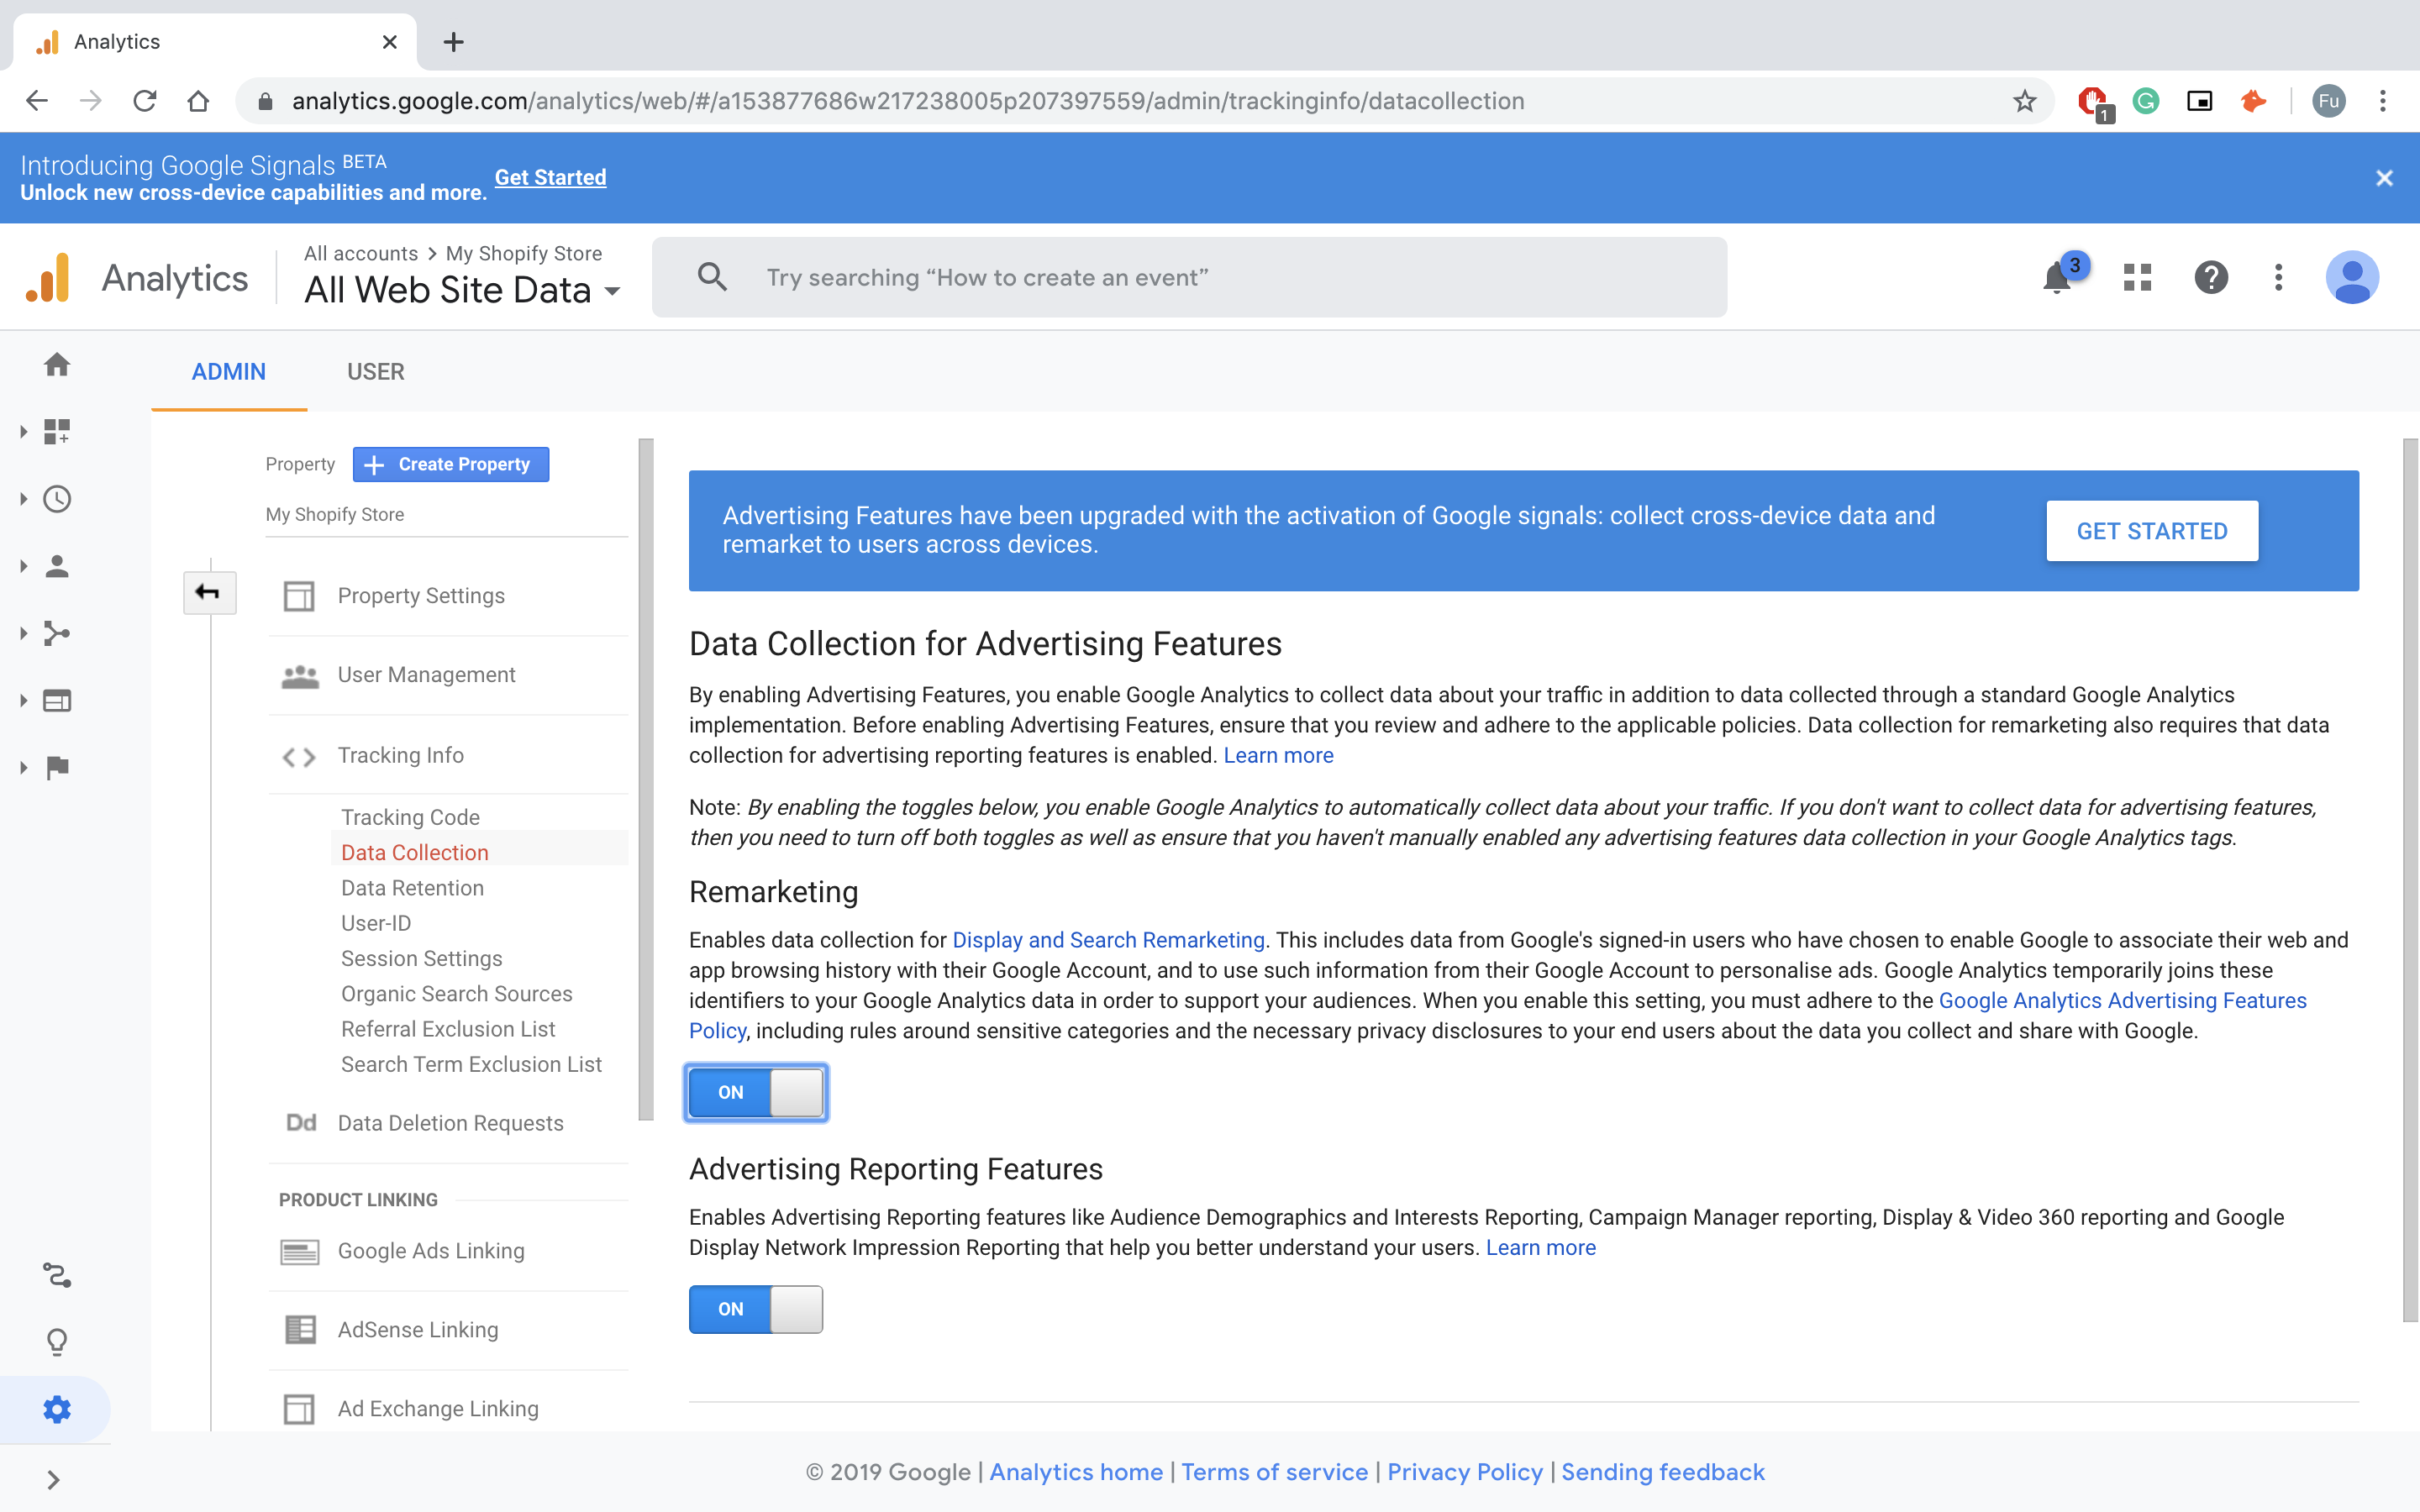 Analytics
analytics.google.com/analytics/web/#/a153877686w217238005p207397559/admin/trackinginfo/datacollection
1
Fu
Introducing Google Signals BETA
Unlock new cross-device capabilities and more.
Get Started
Analytics
All accounts > My Shopify Store
All Web Site Data
Try searching “How to create an event”
3
ADMIN
USER
Property
Create Property
My Shopify Store
Property Settings
User Management
Tracking Info
Tracking Code
Data Collection
Data Retention
User-ID
Session Settings
Organic Search Sources
Referral Exclusion List
Search Term Exclusion List
Dd Data Deletion Requests
PRODUCT LINKING
Google Ads Linking
AdSense Linking
Ad Exchange Linking
Advertising Features have been upgraded with the activation of Google signals: collect cross-device data and
remarket to users across devices.
GET STARTED
Data Collection for Advertising Features
By enabling Advertising Features, you enable Google Analytics to collect data about your traffic in addition to data collected through a standard Google Analytics
implementation. Before enabling Advertising Features, ensure that you review and adhere to the applicable policies. Data collection for remarketing also requires that data
collection for advertising reporting features is enabled. Learn more
Note: By enabling the toggles below, you enable Google Analytics to automatically collect data about your traffic. If you don't want to collect data for advertising features,
then you need to turn off both toggles as well as ensure that you haven't manually enabled any advertising features data collection in your Google Analytics tags.
Remarketing
Enables data collection for Display and Search Remarketing. This includes data from Google's signed-in users who have chosen to enable Google to associate their web and
app browsing history with their Google Account, and to use such information from their Google Account to personalise ads. Google Analytics temporarily joins these
identifiers to your Google Analytics data in order to support your audiences. When you enable this setting, you must adhere to the Google Analytics Advertising Features
Policy, including rules around sensitive categories and the necessary privacy disclosures to your end users about the data you collect and share with Google.
ON
Advertising Reporting Features
Enables Advertising Reporting features like Audience Demographics and Interests Reporting, Campaign Manager reporting, Display & Video 360 reporting and Google
Display Network Impression Reporting that help you better understand your users. Learn more
ON
© 2019 Google | Analytics home | Terms of service | Privacy Policy | Sending feedback